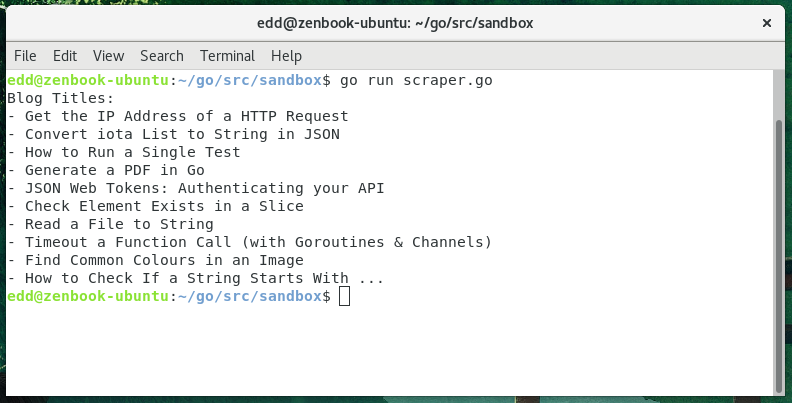 edd@zenbook-ubuntu: ~/go/src/sandbox
File Edit View Search Terminal Help
edd@zenbook-ubuntu:~/go/src/sandbox$ go run scraper.go
Blog Titles:
- Get the IP Address of a HTTP Request
- Convert iota List to String in JSON
- How to Run a Single Test
- Generate a PDF in Go
- JSON Web Tokens: Authenticating your API
- Check Element Exists in a Slice
- Read a File to String
- Timeout a Function Call (with Goroutines & Channels)
- Find Common Colours in an Image
- How to Check If a String Starts With ...
edd@zenbook-ubuntu:~/go/src/sandbox$